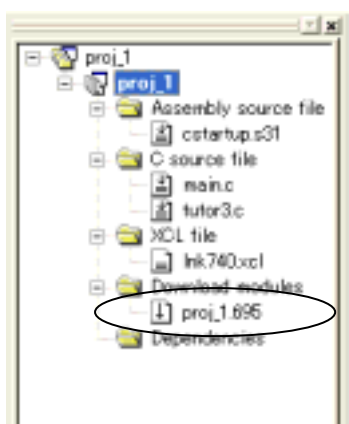 proj_1
proj_1
Assembly source file
cstartup.s31
C source file
main.c
tutor3.c
XCL file
lnk740.xcl
Download modules
proj_1.695
Dependencies